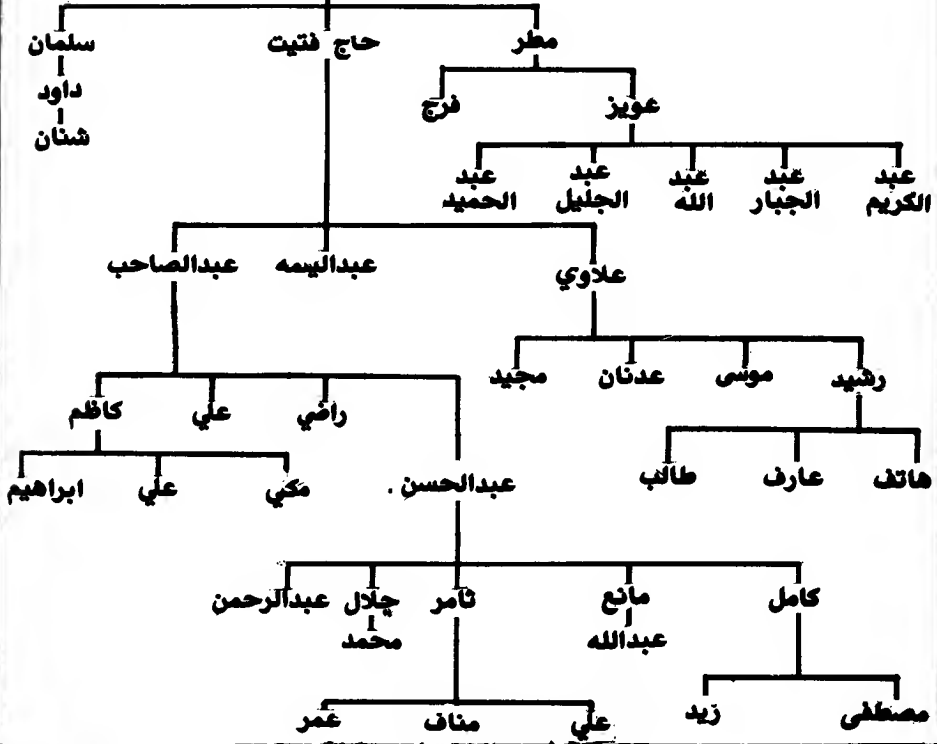 مطر حاج فتيت سلمان
داود
عويز فرج
شنان
عبد الكريم عبد الجبار عبد الله عبد الجليل عبد الحميد
علاوي عبداليمه عبدالصاحب
رشيد موسى عدنان مجيد
راضي علي كاظم
هاتف عارف طالب
عبدالحسن . مكي علي ابراهيم
كامل مانع ثامر جلال عبدالرحمن
عبدالله محمد
مصطفى زيد علي مناف عمر